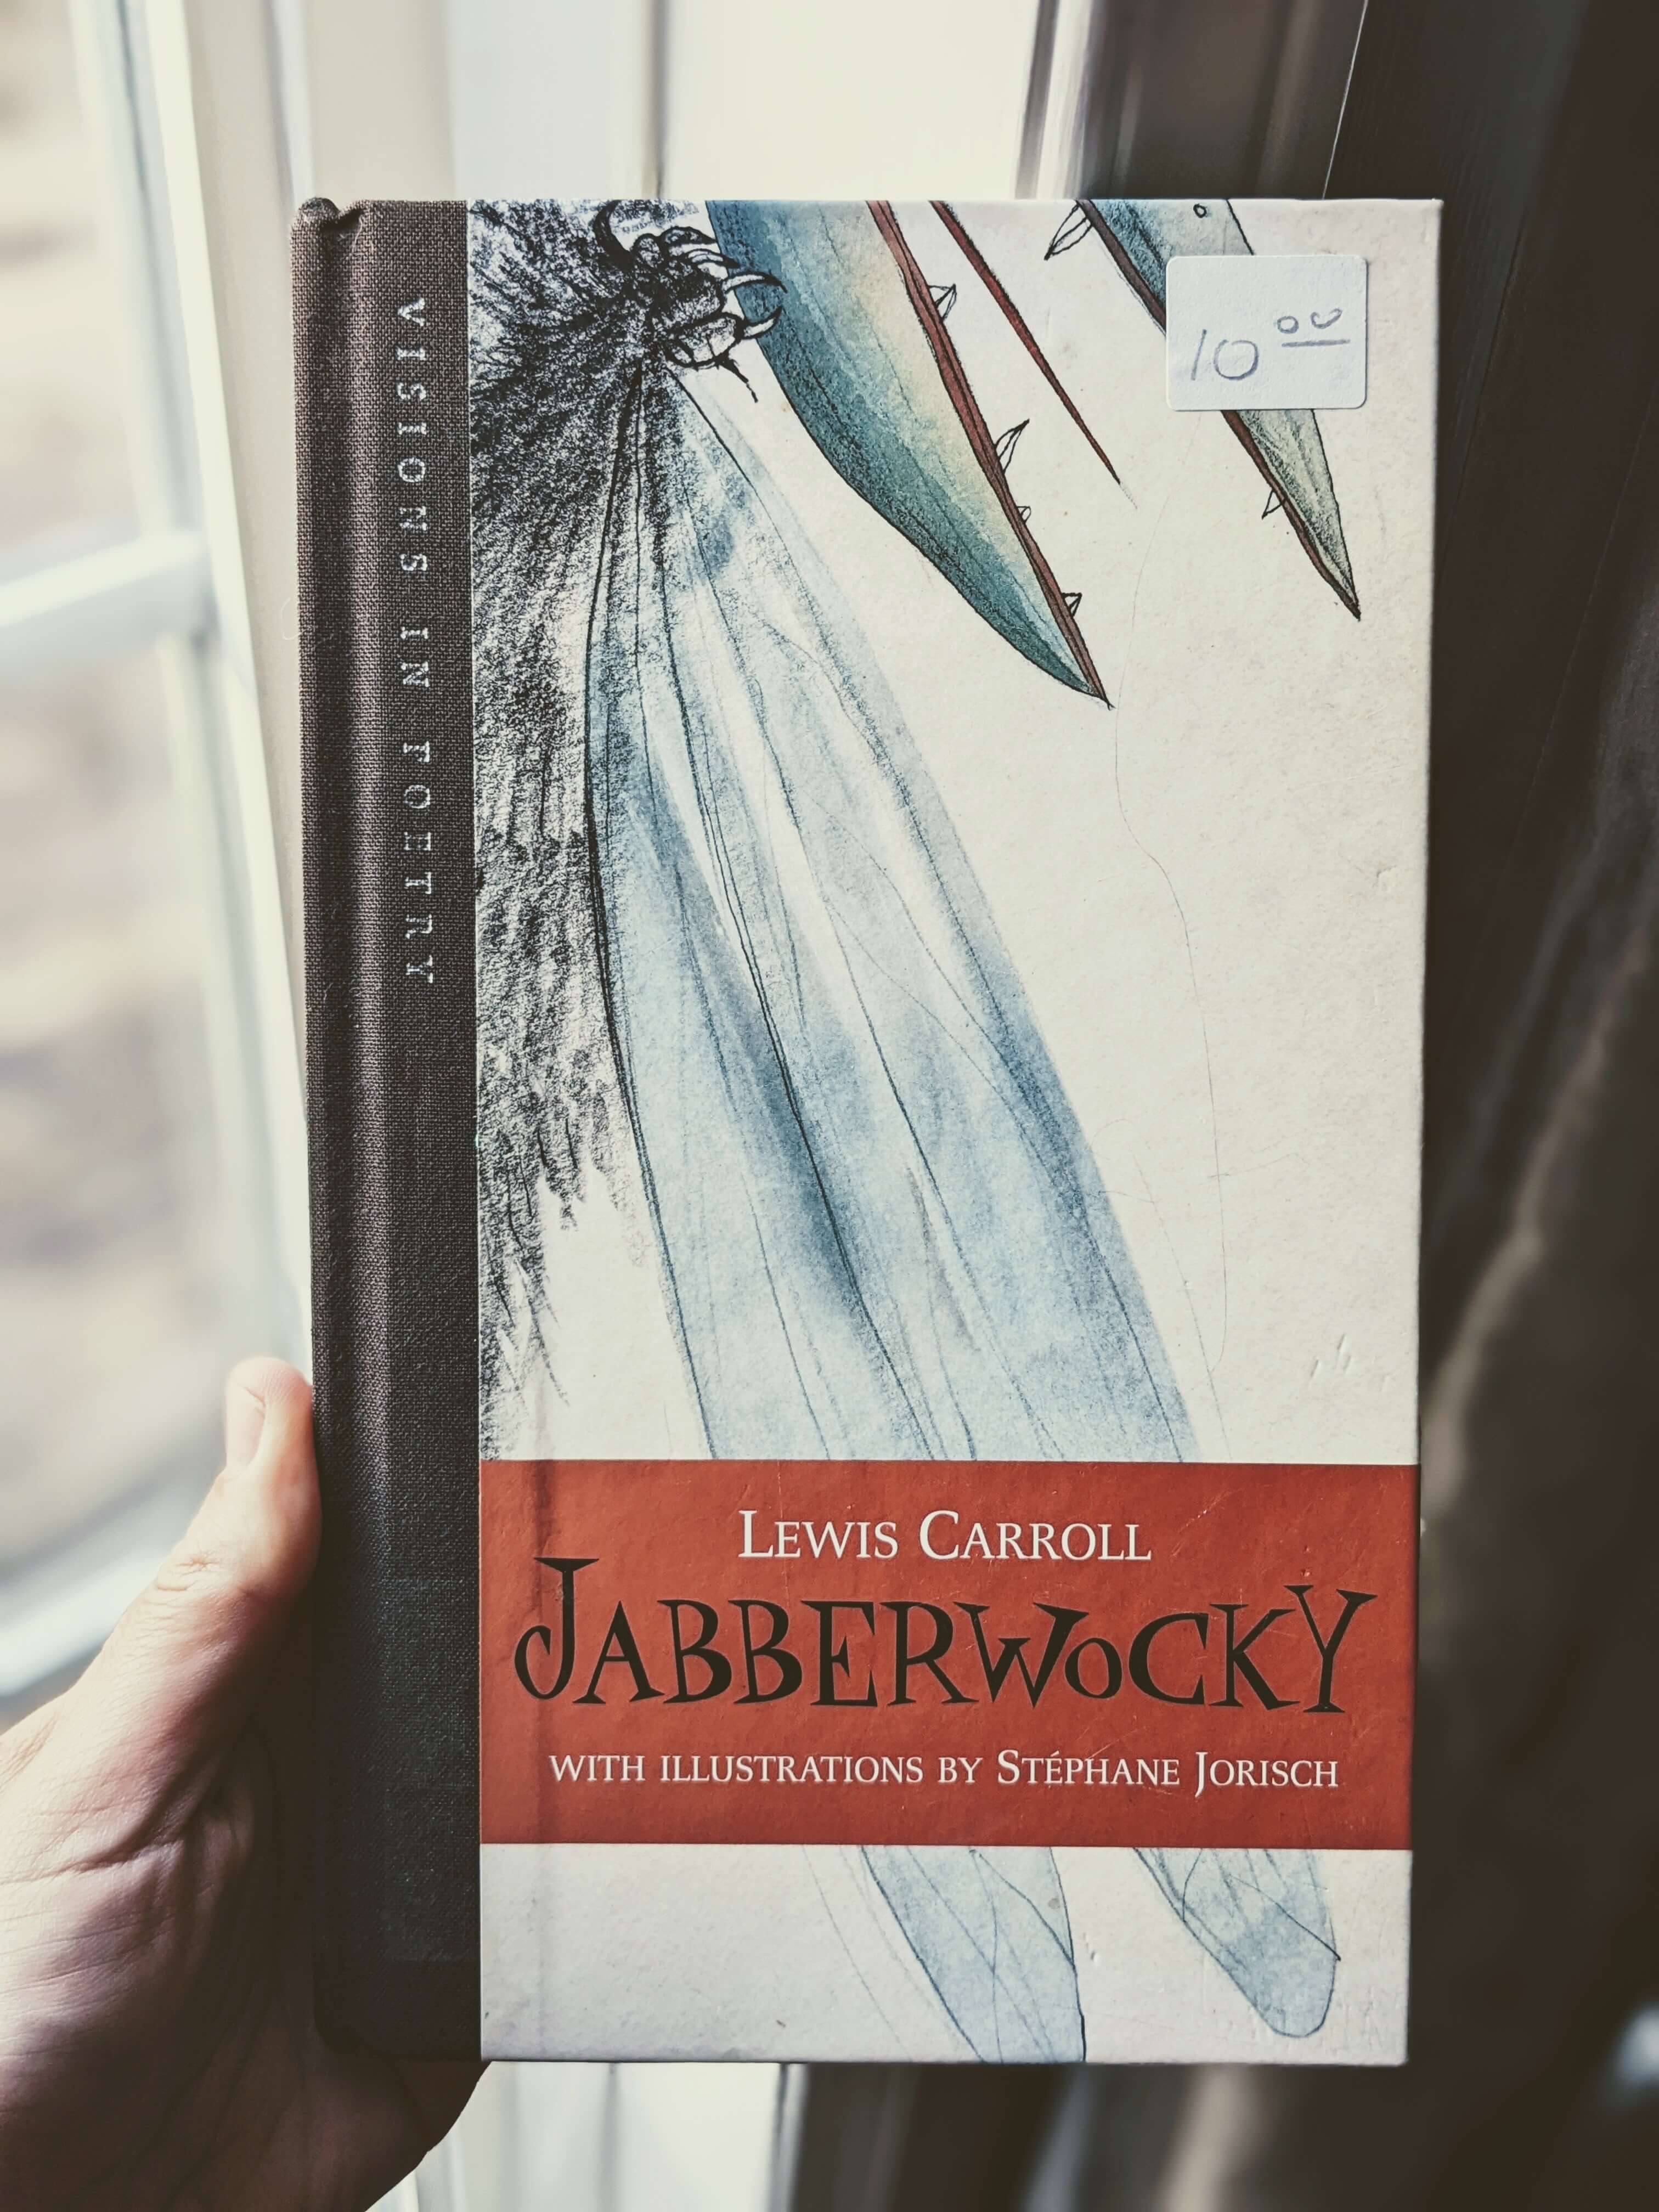 VISIONS IN POETRY
10 00
LEWIS CARROLL
JABBERWOCKY
WITH ILLUSTRATIONS BY STÉPHANE JORISCH